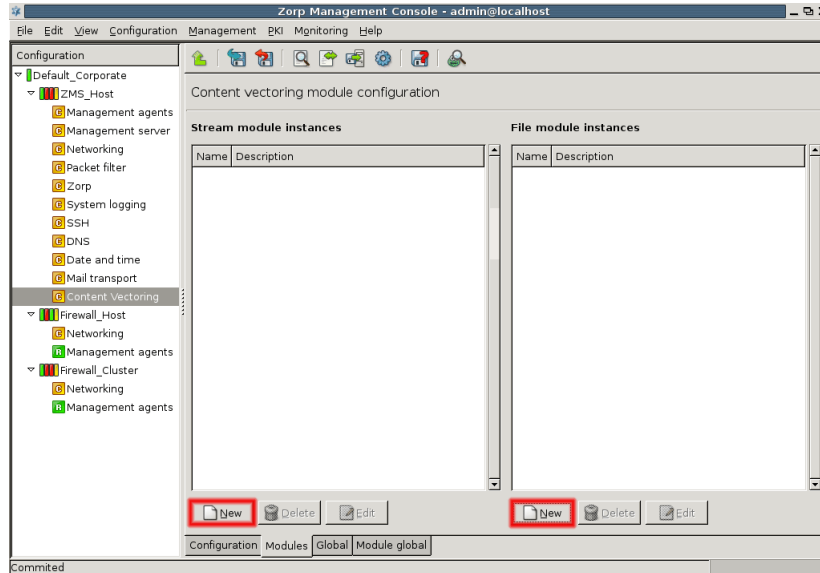 Zorp Management Console - admin@localhost
File Edit View Configuration Management PKI Monitoring Help
Configuration
Default_Corporate
ZMS_Host
Management agents
Management server
Networking
Packet filter
Zorp
System logging
SSH
DNS
Date and time
Mail transport
Content Vectoring
Firewall_Host
Networking
Management agents
Firewall_Cluster
Networking
Management agents
Content vectoring module configuration
Stream module instances
Name Description
New Delete Edit
File module instances
Name Description
New Delete Edit
Configuration Modules Global Module global
Commited